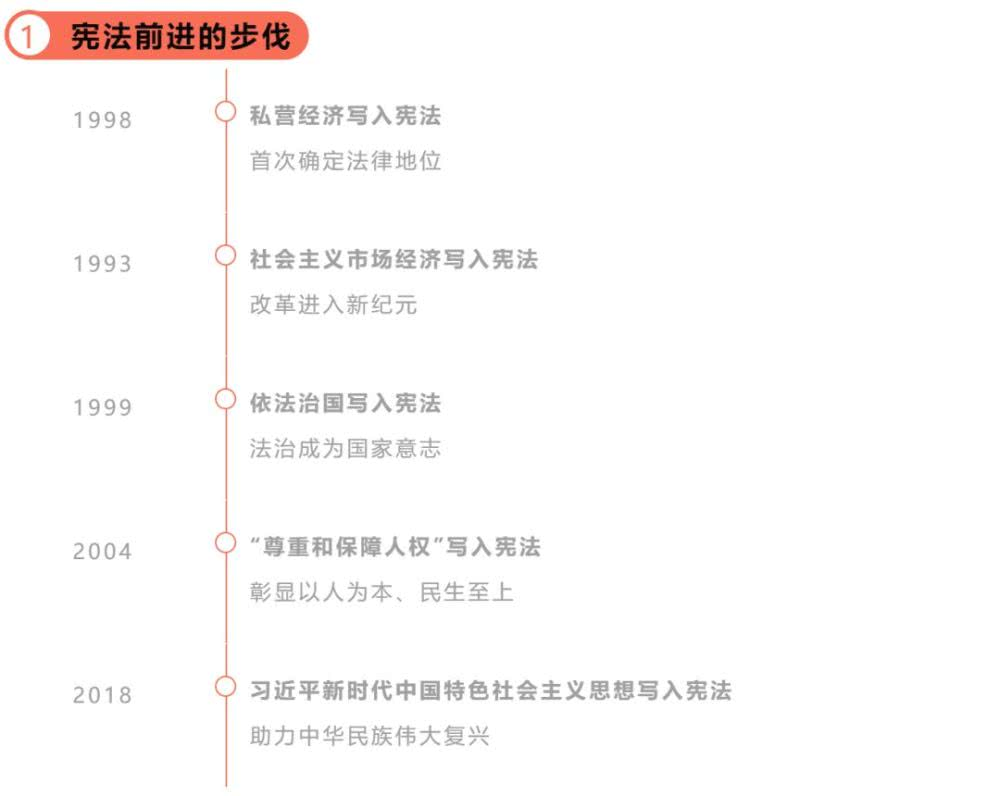 1 宪法前进的步伐
1998 私营经济写入宪法
首次确定法律地位
1993 社会主义市场经济写入宪法
改革进入新纪元
1999 依法治国写入宪法
法治成为国家意志
2004 “尊重和保障人权”写入宪法
彰显以人为本、民生至上
2018 习近平新时代中国特色社会主义思想写入宪法
助力中华民族伟大复兴